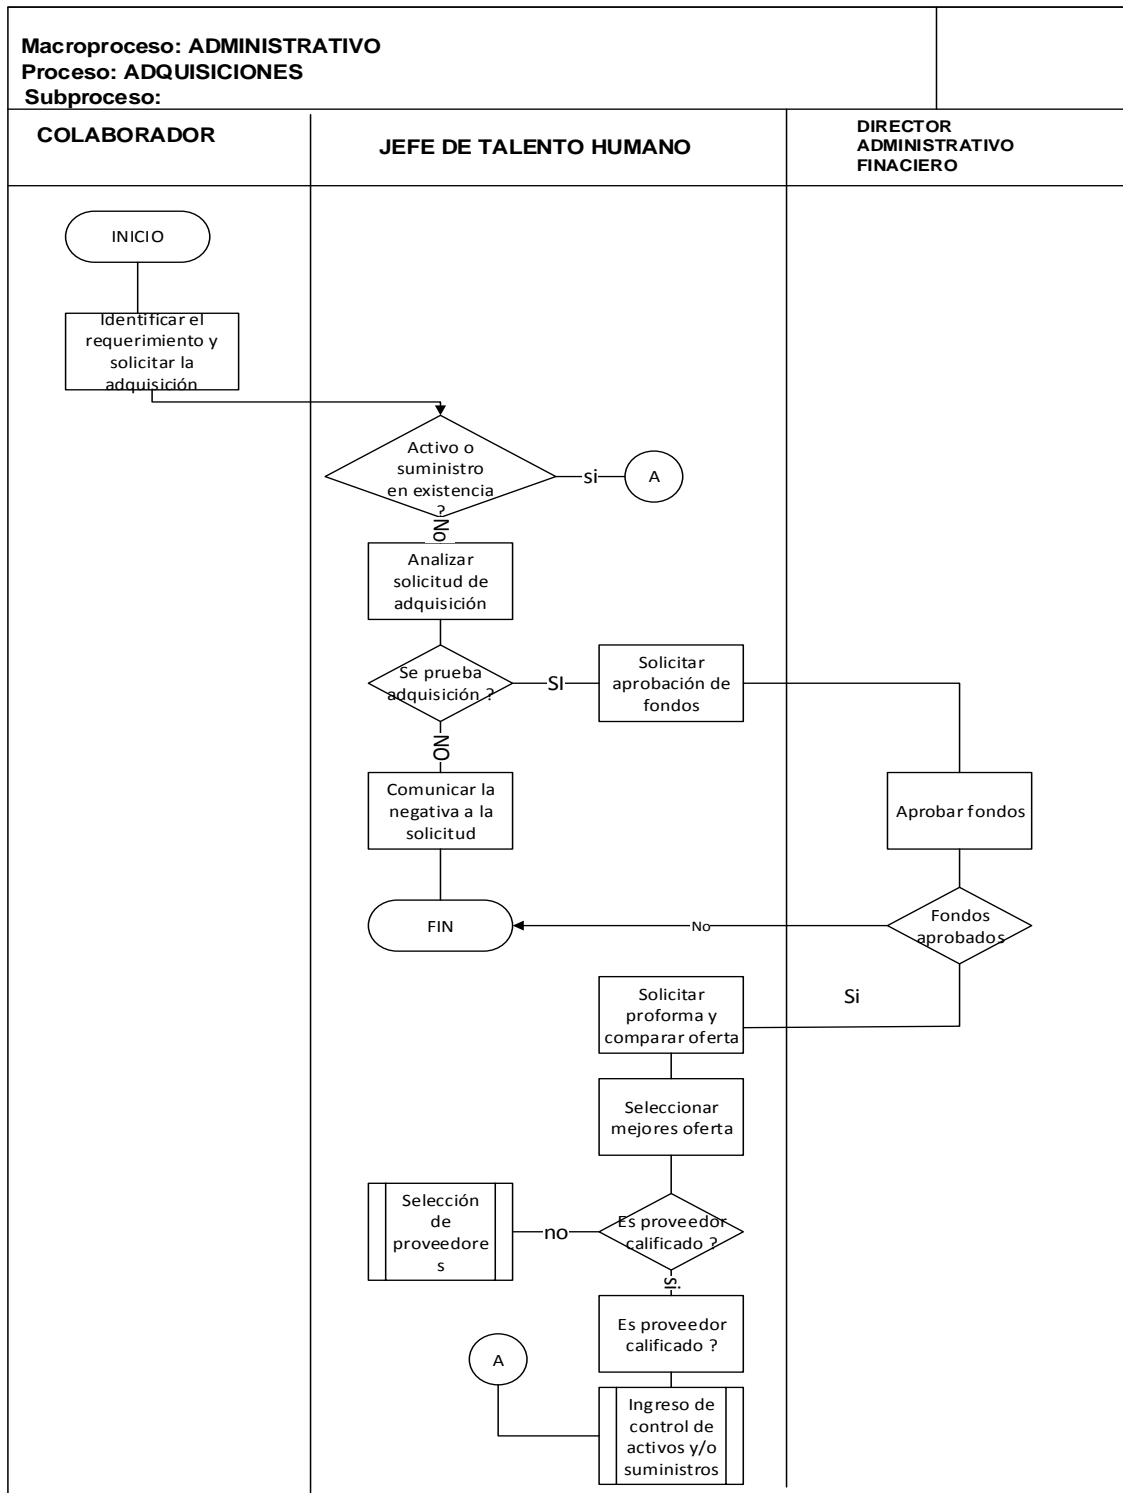 Macroproceso: ADMINISTRATIVO
Proceso: ADQUISICIONES
Subproceso:
COLABORADOR
JEFE DE TALENTO HUMANO
DIRECTOR
ADMINISTRATIVO
FINACIERO
INICIO
Identificar el
requerimiento y
solicitar la
adquisición
Activo o
suministro
en existencia
?
si
A
No
Analizar
solicitud de
adquisición
Se prueba
adquisición ?
SI
Solicitar
aprobación de
fondos
NO
Comunicar la
negativa a la
solicitud
Aprobar fondos
FIN
No
Fondos
aprobados
Si
Solicitar
proforma y
comparar oferta
Seleccionar
mejores oferta
Selección
de
proveedore
s
no
Es proveedor
calificado ?
si
Es proveedor
calificado ?
A
Ingreso de
control de
activos y/o
suministros